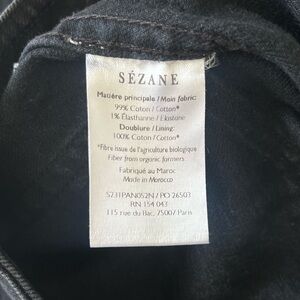 SÉZANE
Matière principale / Main fabric:
99% Coton / Cotton*
1% Elasthanne / Elastane
Doublure / Lining:
100% Coton / Cotton*
*Fibre issue de l'agriculture biologique
Fiber from organic farmers
Fabriqué au Maroc
Made in Morocco
S231PAN052N / PO 26503
RN 154 043
115 rue du Bac, 75007 Paris